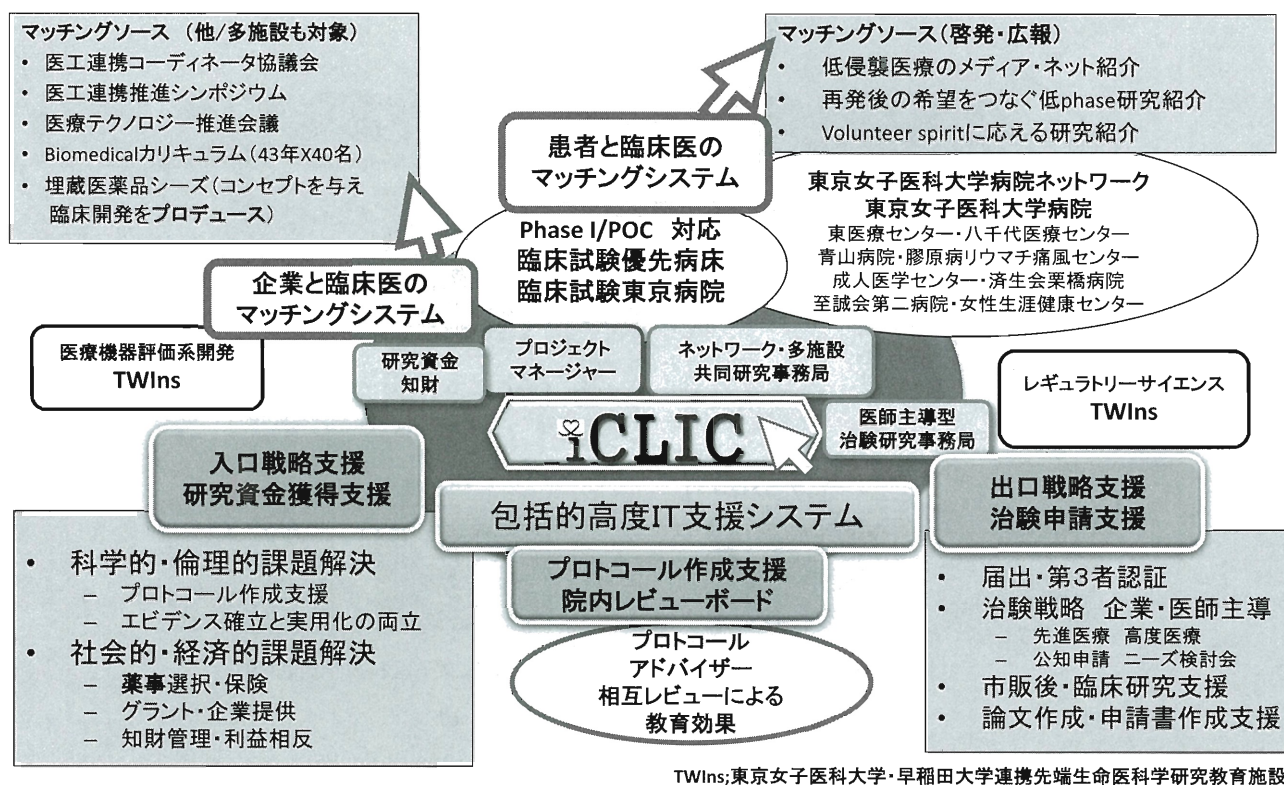 マッチングソース （他/多施設も対象）
• 医工連携コーディネータ協議会
• 医工連携推進シンポジウム
• 医療テクノロジー推進会議
• Biomedicalカリキュラム（43年X40名）
• 埋蔵医薬品シーズ（コンセプトを与え
臨床開発をプロデュース）
マッチングソース（啓発・広報）
• 低侵襲医療のメディア・ネット紹介
• 再発後の希望をつなぐ低phase研究紹介
• Volunteer spiritに応える研究紹介
患者と臨床医の
マッチングシステム
東京女子医科大学病院ネットワーク
東京女子医科大学病院
東医療センター・八千代医療センター
青山病院・膠原病リウマチ痛風センター
成人医学センター・済生会栗橋病院
至誠会第二病院・女性生涯健康センター
Phase I/POC 対応
臨床試験優先病床
臨床試験東京病院
企業と臨床医の
マッチングシステム
医療機器評価系開発
TWIns
研究資金
知財
プロジェクト
マネージャー
ネットワーク・多施設
共同研究事務局
レギュラトリーサイエンス
TWIns
iCLIC
医師主導型
治験研究事務局
入口戦略支援
研究資金獲得支援
包括的高度IT支援システム
出口戦略支援
治験申請支援
プロトコール作成支援
院内レビューボード
• 科学的・倫理的課題解決
– プロトコール作成支援
– エビデンス確立と実用化の両立
• 社会的・経済的課題解決
– 薬事選択・保険
– グラント・企業提供
– 知財管理・利益相反
プロトコール
アドバイザー
相互レビューによる
教育効果
• 届出・第3者認証
• 治験戦略 企業・医師主導
– 先進医療 高度医療
– 公知申請 ニーズ検討会
• 市販後・臨床研究支援
• 論文作成・申請書作成支援
TWIns;東京女子医科大学・早稲田大学連携先端生命医科学研究教育施設